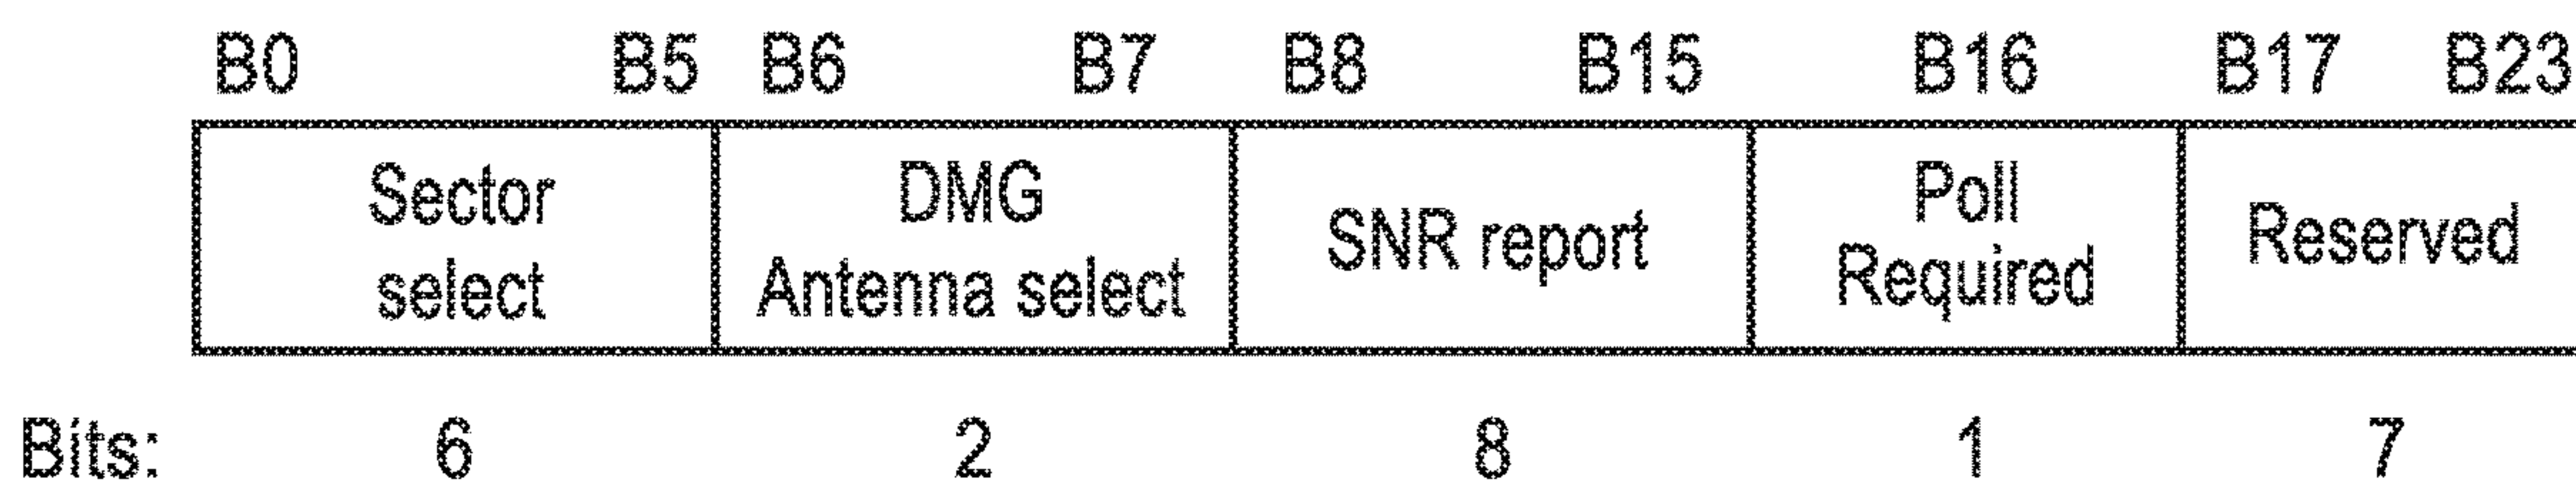 B0 B5 B6 B7 B8 B15 B16 B17 B23
Sector select DMG Antenna select SNR report Poll Required Reserved
Bits: 6 2 8 1 7